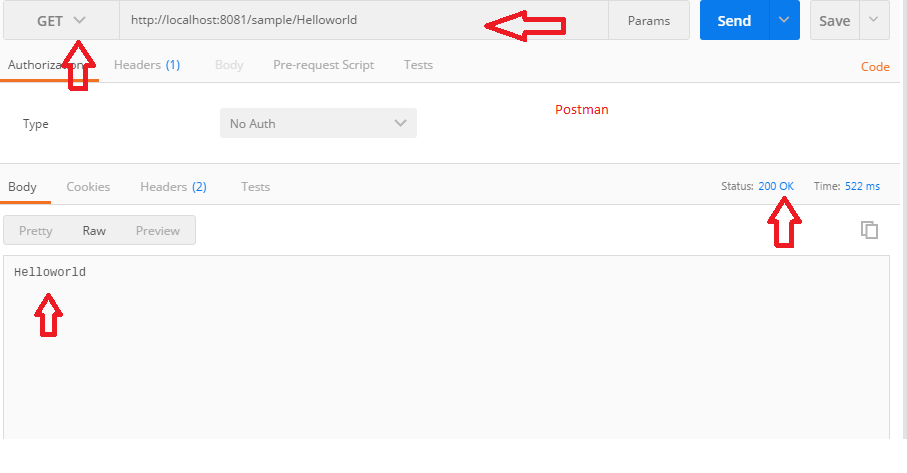 GET http://localhost:8081/sample/Helloworld Params Send Save
Authorization Headers (1) Body Pre-request Script Tests Code
Postman
Type No Auth
Body Cookies Headers (2) Tests Status: 200 OK Time: 522 ms
Pretty Raw Preview
Helloworld